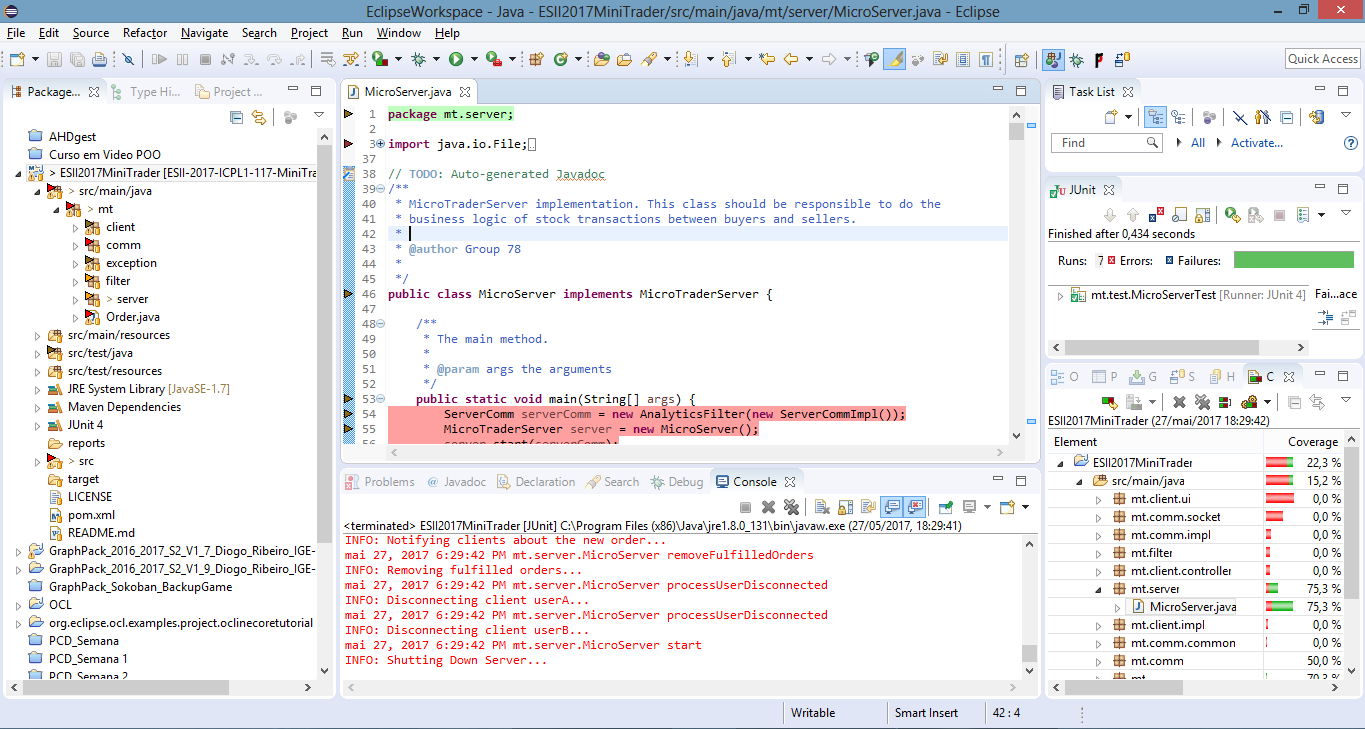 EclipseWorkspace - Java - ESII2017MiniTrader/src/main/java/mt/server/MicroServer.java - Eclipse
File Edit Source Refactor Navigate Search Project Run Window Help
Quick Access
Package...
Type Hi...
Project ...
AHDgest
Curso em Video POO
> ESII2017MiniTrader [ESII-2017-ICPL1-117-MiniTra
> src/main/java
> mt
client
comm
exception
filter
> server
Order.java
src/main/resources
src/test/java
src/test/resources
JRE System Library [JavaSE-1.7]
Maven Dependencies
JUnit 4
reports
> src
target
LICENSE
pom.xml
README.md
GraphPack_2016_2017_S2_V1_7_Diogo_Ribeiro_IGE-
GraphPack_2016_2017_S2_V1_9_Diogo_Ribeiro_IGE-
GraphPack_Sokoban_BackupGame
OCL
org.eclipse.ocl.examples.project.oclinecoretutorial
PCD_Semana
PCD_Semana 1
PCD_Semana 2
MicroServer.java
1 package mt.server;
2
3 import java.io.File;
37
38 // TODO: Auto-generated Javadoc
39 /**
40 * MicroTraderServer implementation. This class should be responsible to do the
41 * business logic of stock transactions between buyers and sellers.
42 *
43 * @author Group 78
44 *
45 */
46 public class MicroServer implements MicroTraderServer {
47
48 /**
49 * The main method.
50 *
51 * @param args the arguments
52 */
53 public static void main(String[] args) {
54 ServerComm serverComm = new AnalyticsFilter(new ServerCommImpl());
55 MicroTraderServer server = new MicroServer();
56 server.start(serverComm);
Problems
@ Javadoc
Declaration
Search
Debug
Console
<terminated> ESII2017MiniTrader [JUnit] C:\Program Files (x86)\Java\jre1.8.0_131\bin\javaw.exe (27/05/2017, 18:29:41)
INFO: Notifying clients about the new order...
mai 27, 2017 6:29:42 PM mt.server.MicroServer removeFulfilledOrders
INFO: Removing fulfilled orders...
mai 27, 2017 6:29:42 PM mt.server.MicroServer processUserDisconnected
INFO: Disconnecting client userA...
mai 27, 2017 6:29:42 PM mt.server.MicroServer processUserDisconnected
INFO: Disconnecting client userB...
mai 27, 2017 6:29:42 PM mt.server.MicroServer start
INFO: Shutting Down Server...
Task List
Find
All
Activate...
JUnit
Finished after 0,434 seconds
Runs: 7 Errors: Failures:
mt.test.MicroServerTest [Runner: JUnit 4]
Fai...ace
O P G S H C
ESII2017MiniTrader (27/mai/2017 18:29:42)
Element Coverage
ESII2017MiniTrader 22,3 %
src/main/java 15,2 %
mt.client.ui 0,0 %
mt.comm.socket 0,0 %
mt.comm.impl 0,0 %
mt.filter 0,0 %
mt.client.controller 0,0 %
mt.server 75,3 %
MicroServer.java 75,3 %
mt.client.impl 0,0 %
mt.comm.common 0,0 %
mt.comm 50,0 %
mt 70,3 %
Writable
Smart Insert
42 : 4